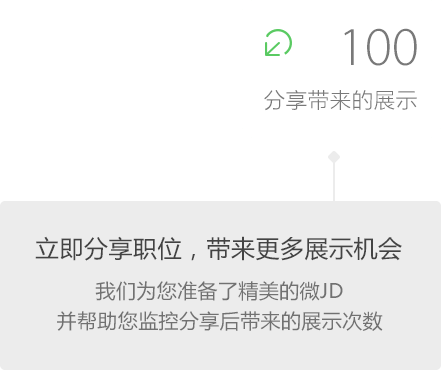 100
分享带来的展示
立即分享职位，带来更多展示机会
我们为您准备了精美的微JD
并帮助您监控分享后带来的展示次数